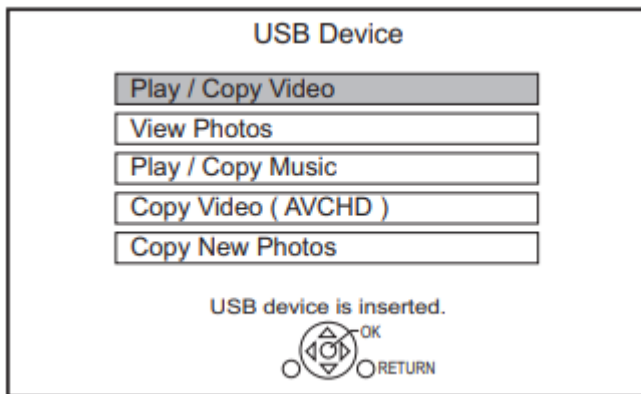 USB Device
Play / Copy Video
View Photos
Play / Copy Music
Copy Video ( AVCHD )
Copy New Photos
USB device is inserted.
OK
RETURN